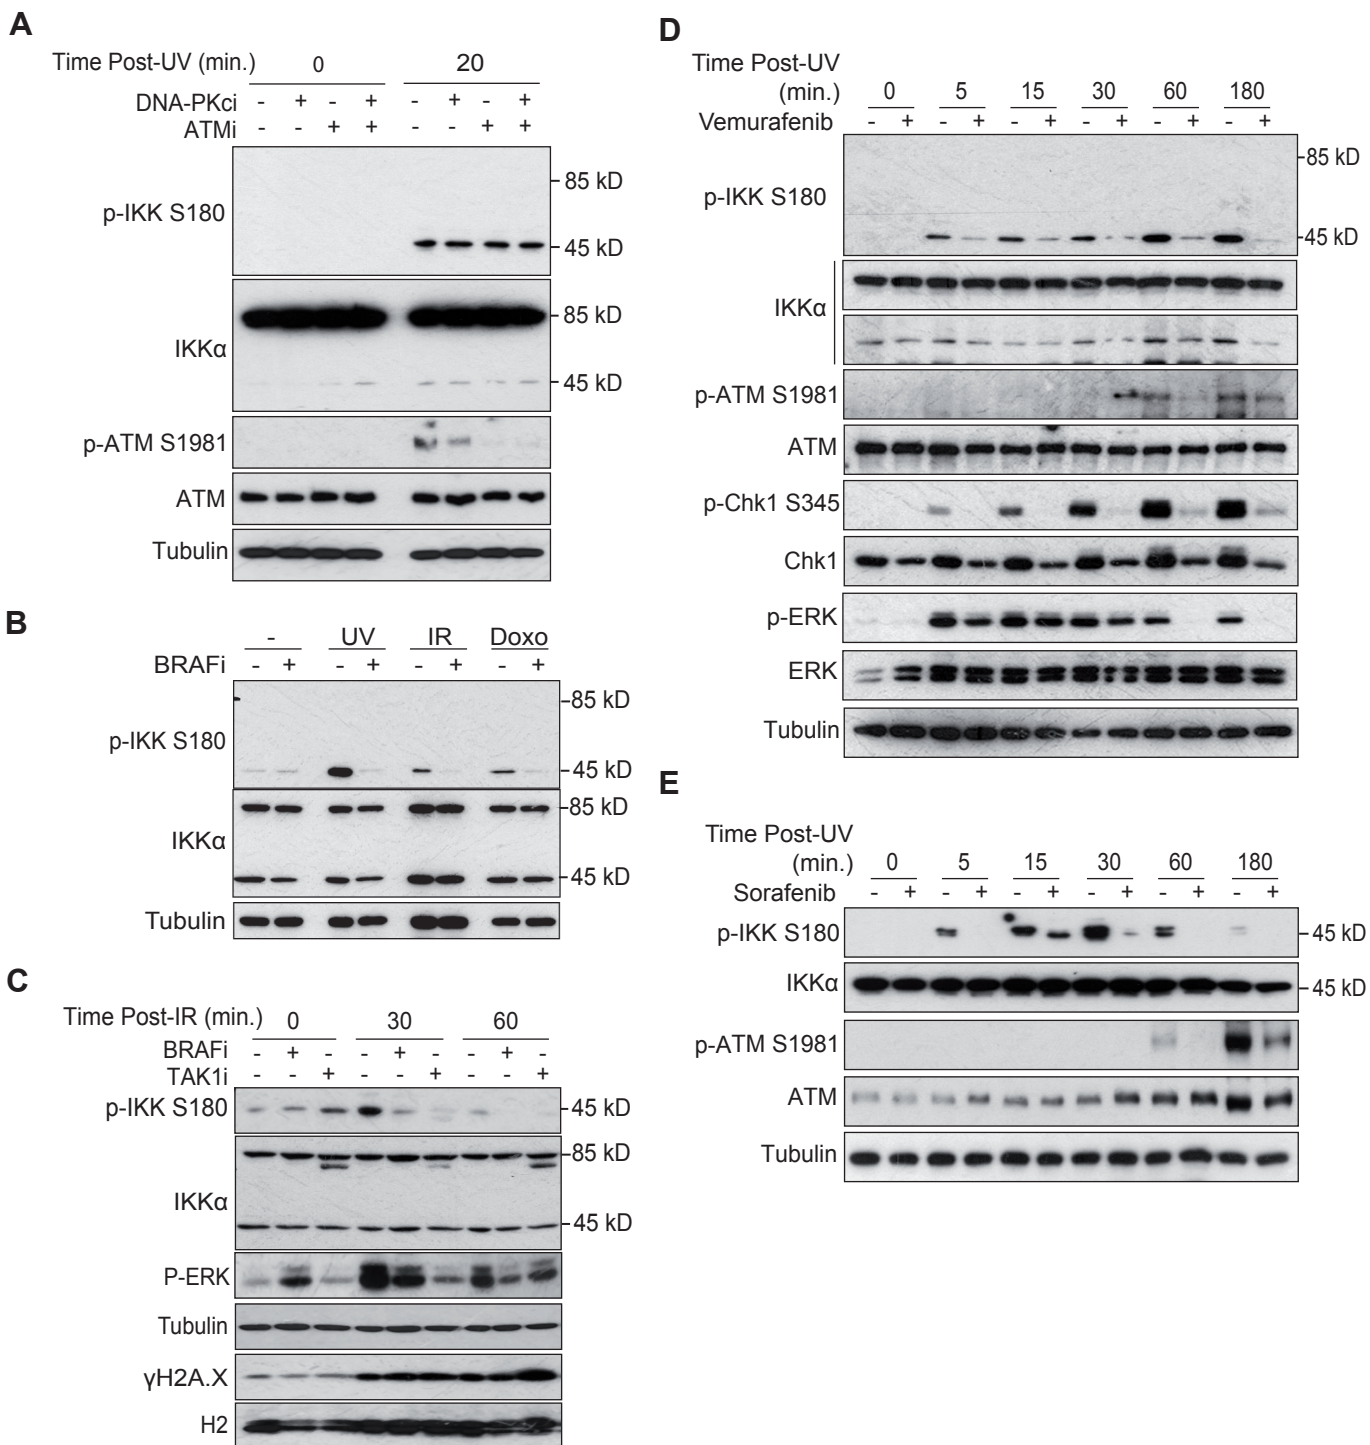 A
Time Post-UV (min.) 0 20
DNA-PKci - + - + - + - +
ATMi - - + + - - + +
p-IKK S180
85 kD
45 kD
IKKα
85 kD
45 kD
p-ATM S1981
ATM
Tubulin
B
- UV IR Doxo
BRAFi - + - + - + - +
p-IKK S180
85 kD
45 kD
IKKα
85 kD
45 kD
Tubulin
C
Time Post-IR (min.) 0 30 60
BRAFi - + - - + - - + -
TAK1i - - + - - + - - +
p-IKK S180
45 kD
IKKα
85 kD
45 kD
P-ERK
Tubulin
γH2A.X
H2
D
Time Post-UV
(min.) 0 5 15 30 60 180
Vemurafenib - + - + - + - + - + - +
p-IKK S180
85 kD
45 kD
IKKα
p-ATM S1981
ATM
p-Chk1 S345
Chk1
p-ERK
ERK
Tubulin
E
Time Post-UV
(min.) 0 5 15 30 60 180
Sorafenib - + - + - + - + - + - +
p-IKK S180
45 kD
IKKα
45 kD
p-ATM S1981
ATM
Tubulin